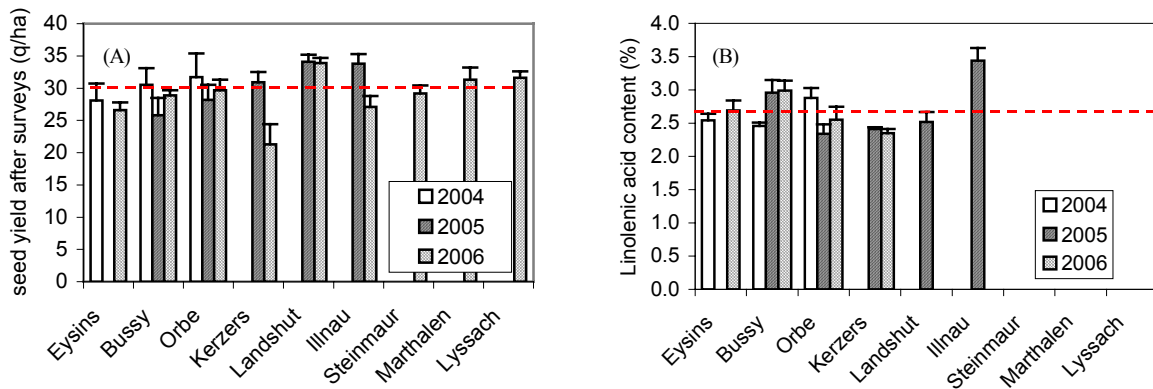 (A)
seed yield after surveys (q/ha)
40
35
30
25
20
15
10
5
0
2004
2005
2006
Eysins
Bussy
Orbe
Kerzers
Landshut
Illnau
Steinmaur
Marthalen
Lyssach
(B)
Linolenic acid content (%)
4.0
3.5
3.0
2.5
2.0
1.5
1.0
0.5
0.0
2004
2005
2006
Eysins
Bussy
Orbe
Kerzers
Landshut
Illnau
Steinmaur
Marthalen
Lyssach